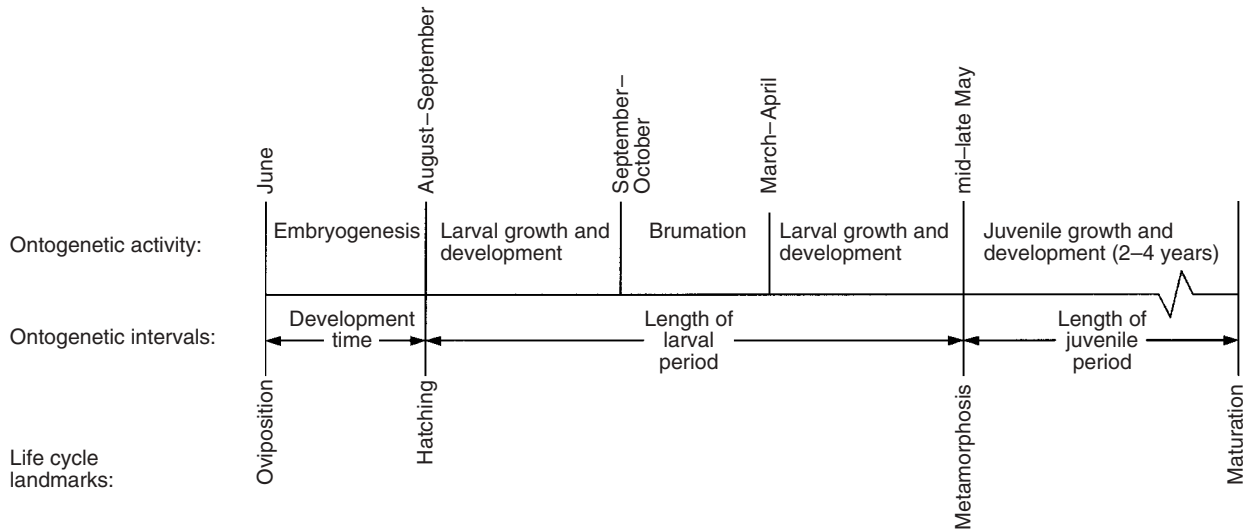 June
August–September
September–
October
March–April
mid–late May
Ontogenetic activity:
Embryogenesis
Larval growth and
development
Brumation
Larval growth and
development
Juvenile growth and
development (2–4 years)
Ontogenetic intervals:
Development
time
Length of
larval
period
Length of
juvenile
period
Life cycle
landmarks:
Oviposition
Hatching
Metamorphosis
Maturation